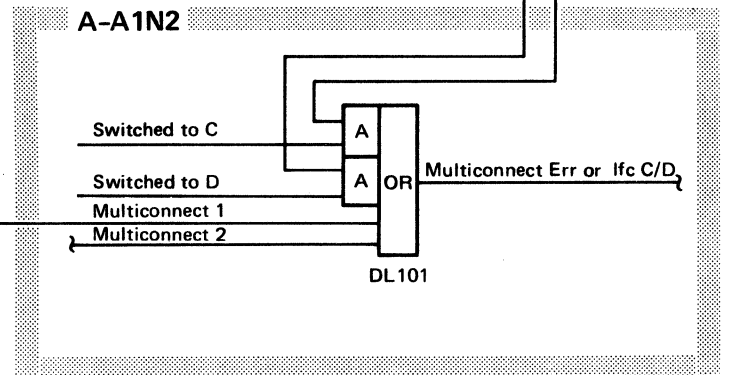 A-A1N2
Switched to C
A
Switched to D
A
OR
Multiconnect Err or Ifc C/D
Multiconnect 1
Multiconnect 2
DL101